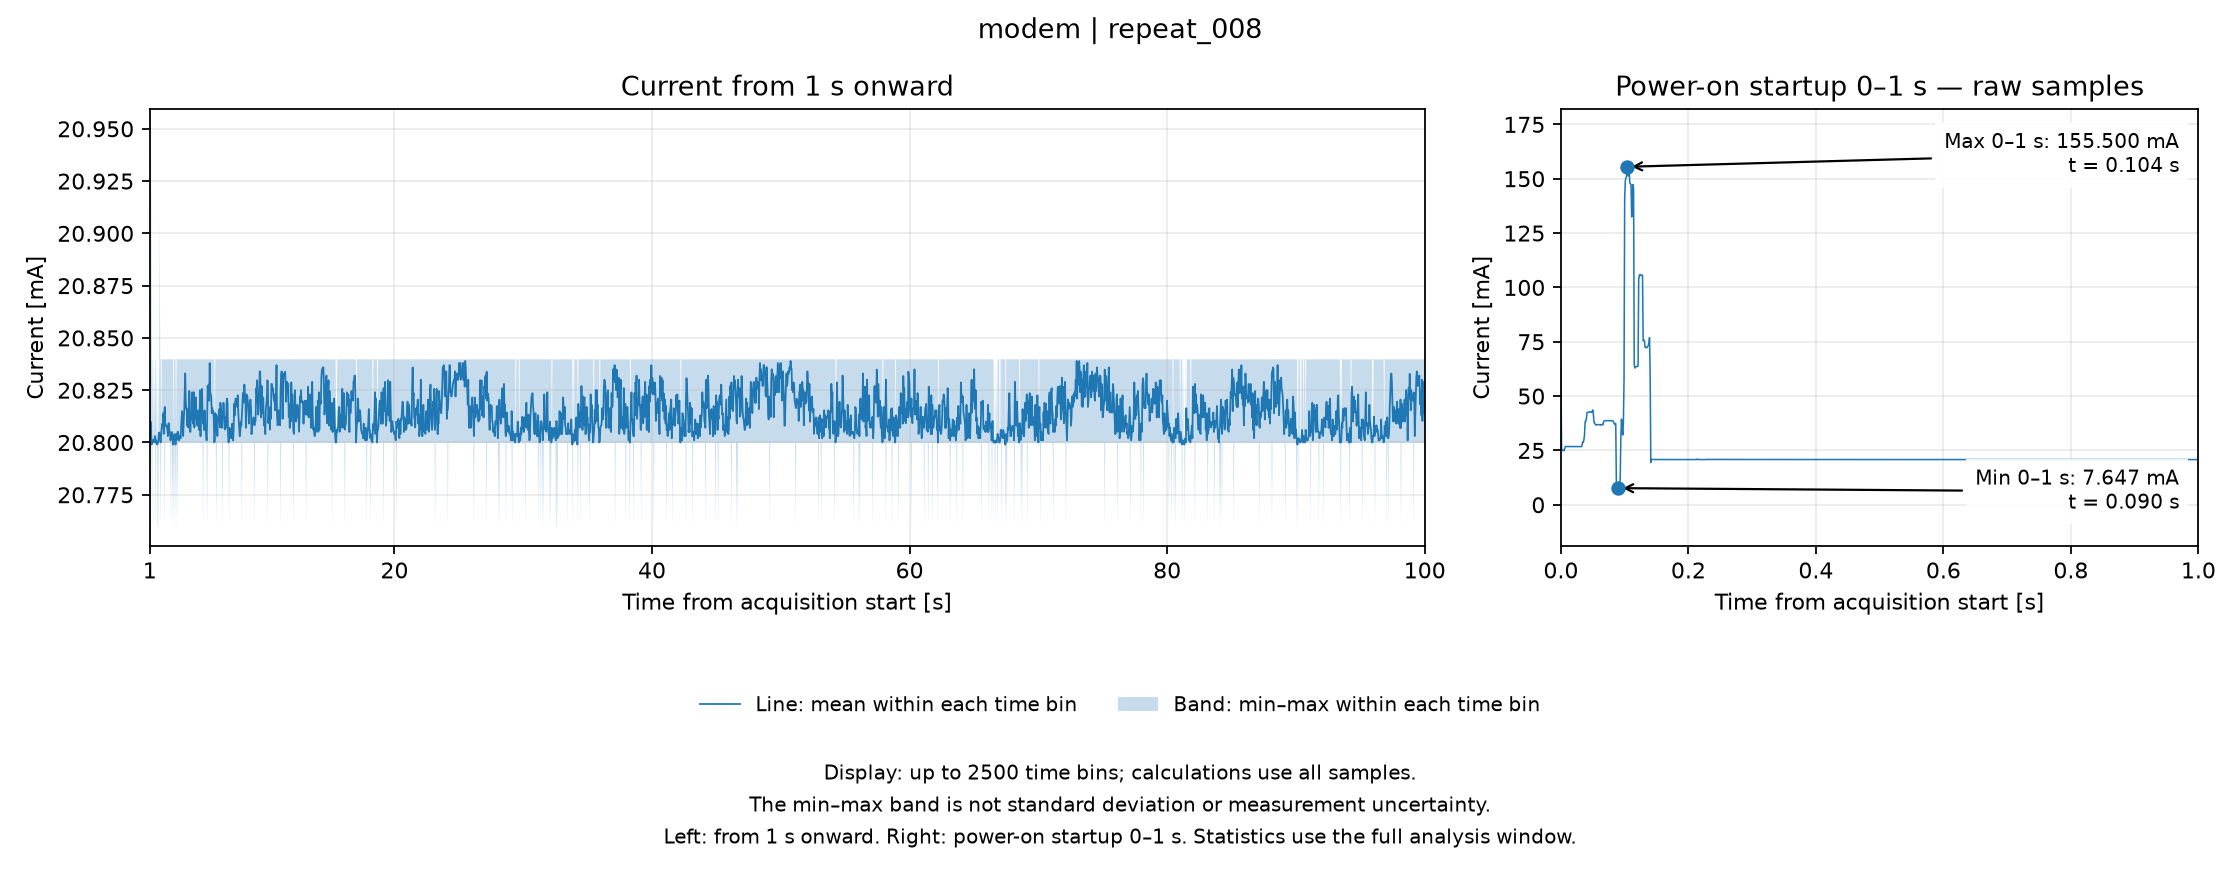 modem | repeat_008
Current from 1 s onward
20.950
20.925
20.900
20.875
20.850
20.825
20.800
20.775
Current [mA]
1
20
40
60
80
100
Time from acquisition start [s]
Power-on startup 0–1 s — raw samples
175
150
125
100
75
50
25
0
Current [mA]
Max 0–1 s: 155.500 mA
t = 0.104 s
Min 0–1 s: 7.647 mA
t = 0.090 s
0.0
0.2
0.4
0.6
0.8
1.0
Time from acquisition start [s]
Line: mean within each time bin
Band: min–max within each time bin
Display: up to 2500 time bins; calculations use all samples.
The min–max band is not standard deviation or measurement uncertainty.
Left: from 1 s onward. Right: power-on startup 0–1 s. Statistics use the full analysis window.